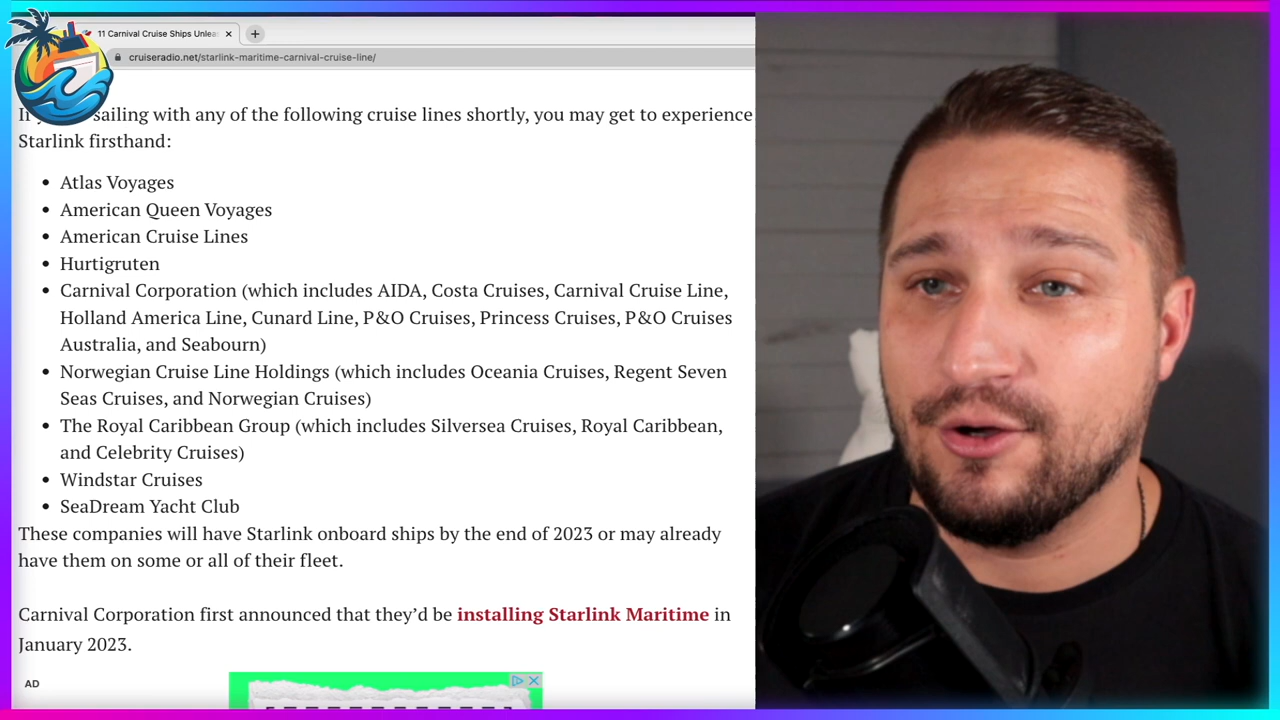 11 Carnival Cruise Ships Unlea
cruiseradio.net/starlink-maritime-carnival-cruise-line/
sailing with any of the following cruise lines shortly, you may get to experience
Starlink firsthand:
• Atlas Voyages
• American Queen Voyages
• American Cruise Lines
• Hurtigruten
• Carnival Corporation (which includes AIDA, Costa Cruises, Carnival Cruise Line,
Holland America Line, Cunard Line, P&O Cruises, Princess Cruises, P&O Cruises
Australia, and Seabourn)
• Norwegian Cruise Line Holdings (which includes Oceania Cruises, Regent Seven
Seas Cruises, and Norwegian Cruises)
• The Royal Caribbean Group (which includes Silversea Cruises, Royal Caribbean,
and Celebrity Cruises)
• Windstar Cruises
• SeaDream Yacht Club
These companies will have Starlink onboard ships by the end of 2023 or may already
have them on some or all of their fleet.
Carnival Corporation first announced that they’d be installing Starlink Maritime in
January 2023.
AD